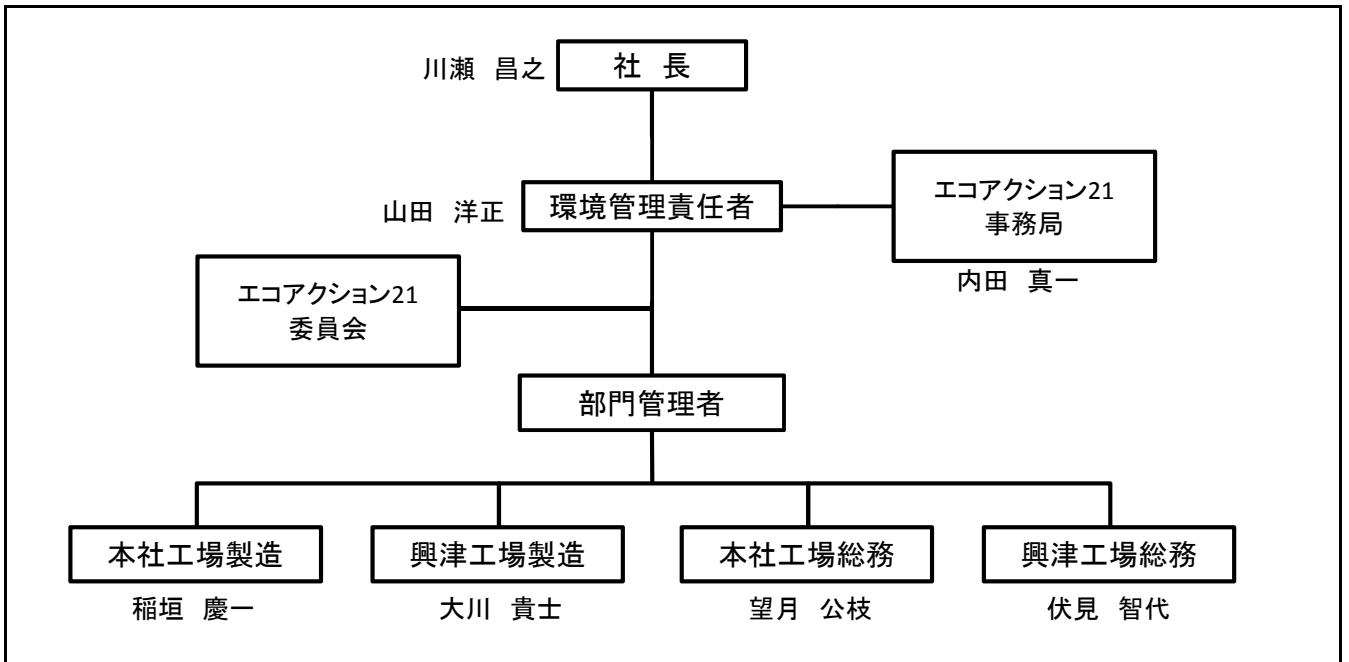 川瀬　昌之
社　長
山田　洋正
環境管理責任者
エコアクション21
事務局
内田　真一
エコアクション21
委員会
部門管理者
本社工場製造
興津工場製造
本社工場総務
興津工場総務
稲垣　慶一
大川　貴士
望月　公枝
伏見　智代